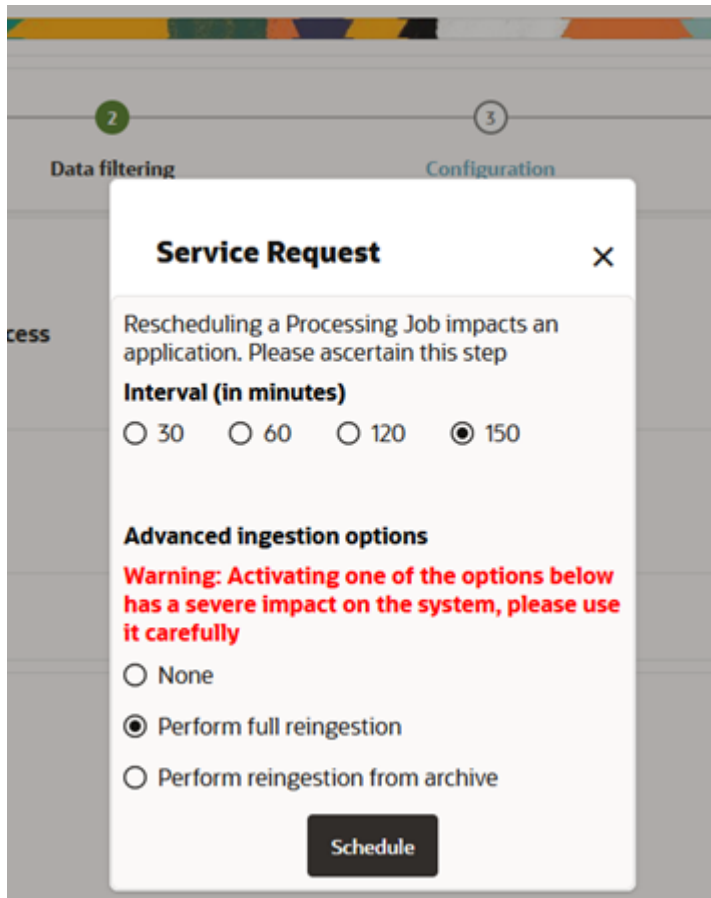 2
3
Data filtering
Configuration
Service Request
cess
Rescheduling a Processing Job impacts an
application. Please ascertain this step
Interval (in minutes)
30 60 120 150
Advanced ingestion options
Warning: Activating one of the options below
has a severe impact on the system, please use
it carefully
None
Perform full reingestion
Perform reingestion from archive
Schedule